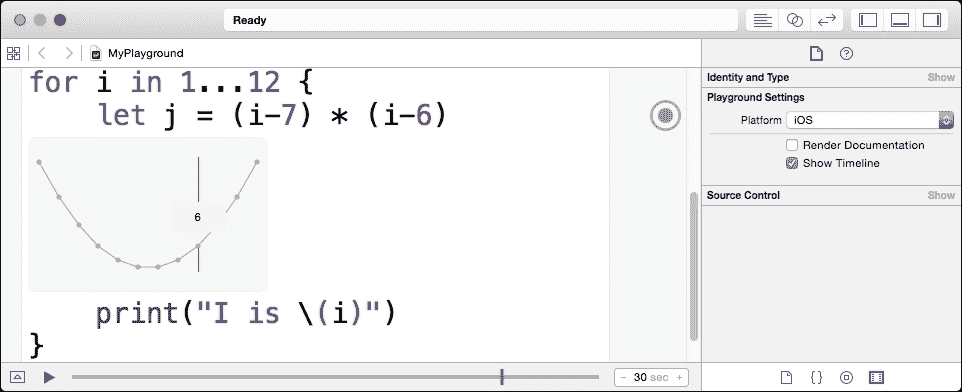 Ready
MyPlayground
for i in 1...12 {
let j = (i-7) * (i-6)
6
print("I is \(i)")
}
- 30 sec +
Identity and Type Show
Playground Settings
Platform iOS
Render Documentation
Show Timeline
Source Control Show
{}